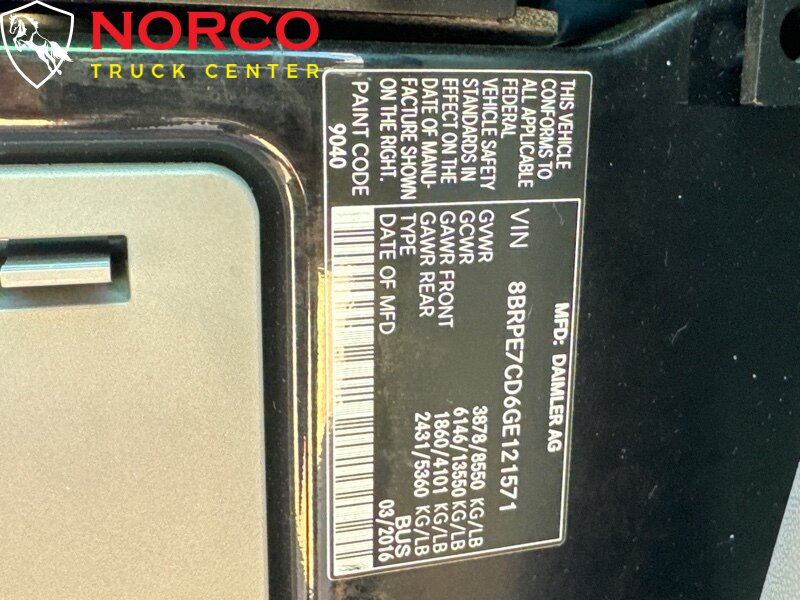 NORCO
TRUCK CENTER
THIS VEHICLE
CONFORMS TO
ALL APPLICABLE
FEDERAL
VEHICLE SAFETY
STANDARDS IN
EFFECT ON THE
DATE OF MANU-
FACTURE SHOWN
ON THE RIGHT.
PAINT CODE
9040
MFD: DAIMLER AG
VIN 8BRPE7CD6GE121571
GVWR 3878/8550 KG/LB
GCWR 6146/13550 KG/LB
GAWR FRONT 1860/4101 KG/LB
GAWR REAR 2431/5360 KG/LB
TYPE BUS
DATE OF MFD 03/2016